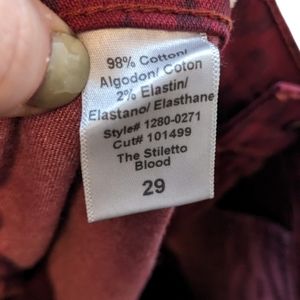 98% Cotton/
Algodon/ Coton
2% Elastin/
Elastano/ Elasthane
Style# 1280-0271
Cut# 101499
The Stiletto
Blood
29